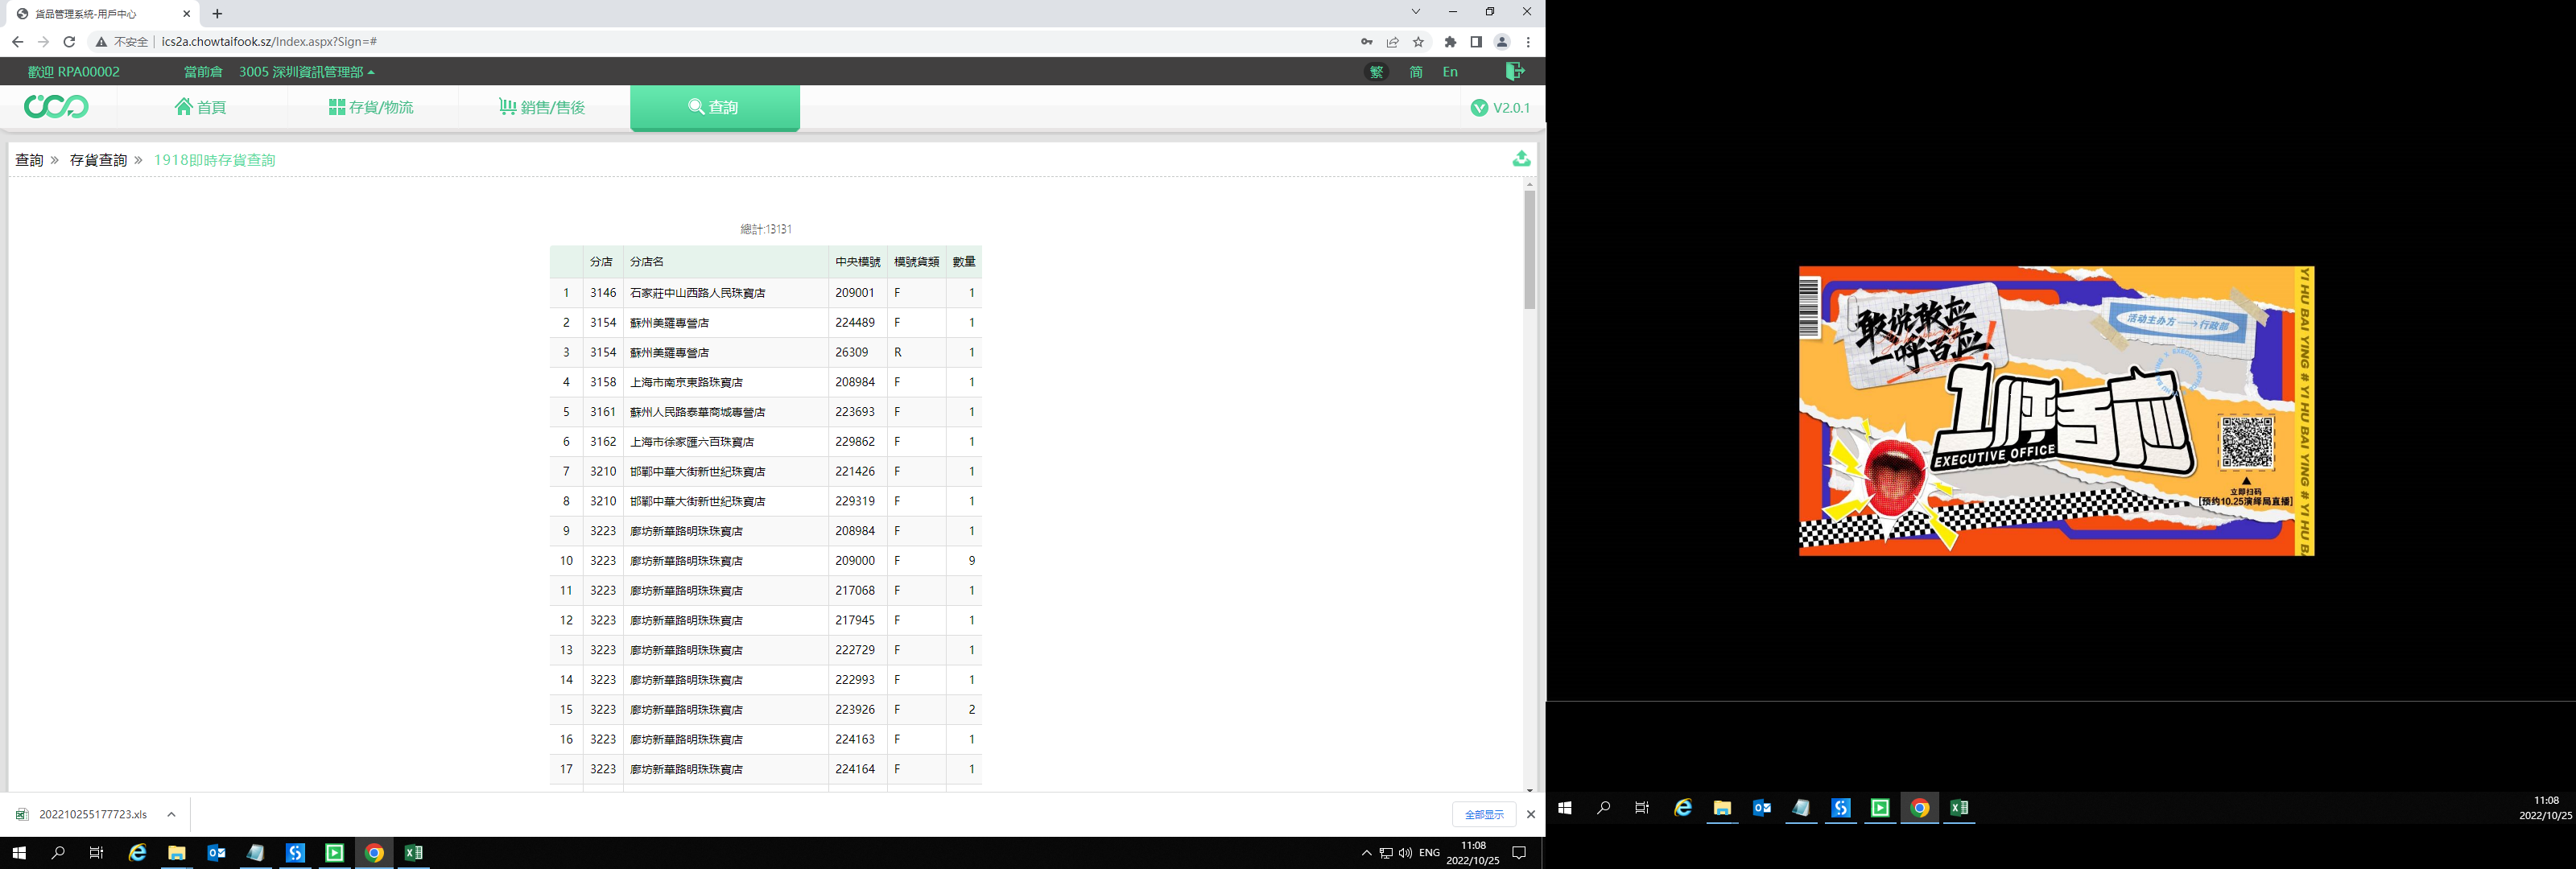 貨品管理系統-用戶中心
不安全 ics2a.chowtaifook.sz/Index.aspx?Sign=#
歡迎 RPA00002 當前倉 3005 深圳資訊管理部 繁 简 En
首頁 存貨/物流 銷售/售後 查詢 V2.0.1
查詢 » 存貨查詢 » 1918即時存貨查詢
總計:13131
分店 分店名 中央模號 模號貨類 數量
1 3146 石家莊中山西路人民珠寶店 209001 F 1
2 3154 蘇州美羅專營店 224489 F 1
3 3154 蘇州美羅專營店 26309 R 1
4 3158 上海市南京東路珠寶店 208984 F 1
5 3161 蘇州人民路泰華商城專營店 223693 F 1
6 3162 上海市徐家匯六百珠寶店 229862 F 1
7 3210 邯鄲中華大街新世紀珠寶店 221426 F 1
8 3210 邯鄲中華大街新世紀珠寶店 229319 F 1
9 3223 廊坊新華路明珠珠寶店 208984 F 1
10 3223 廊坊新華路明珠珠寶店 209000 F 9
11 3223 廊坊新華路明珠珠寶店 217068 F 1
12 3223 廊坊新華路明珠珠寶店 217945 F 1
13 3223 廊坊新華路明珠珠寶店 222729 F 1
14 3223 廊坊新華路明珠珠寶店 222993 F 1
15 3223 廊坊新華路明珠珠寶店 223926 F 2
16 3223 廊坊新華路明珠珠寶店 224163 F 1
17 3223 廊坊新華路明珠珠寶店 224164 F 1
202210255177723.xls
全部显示
ENG
11:08
2022/10/25
敢说敢应
一呼百应
活动主办方 行政部
1呼百应
EXECUTIVE OFFICE
立即扫码
[预约10.25演绎局直播]
YI HU BAI YING # YI HU BAI YING # YI HU BA
11:08
2022/10/25